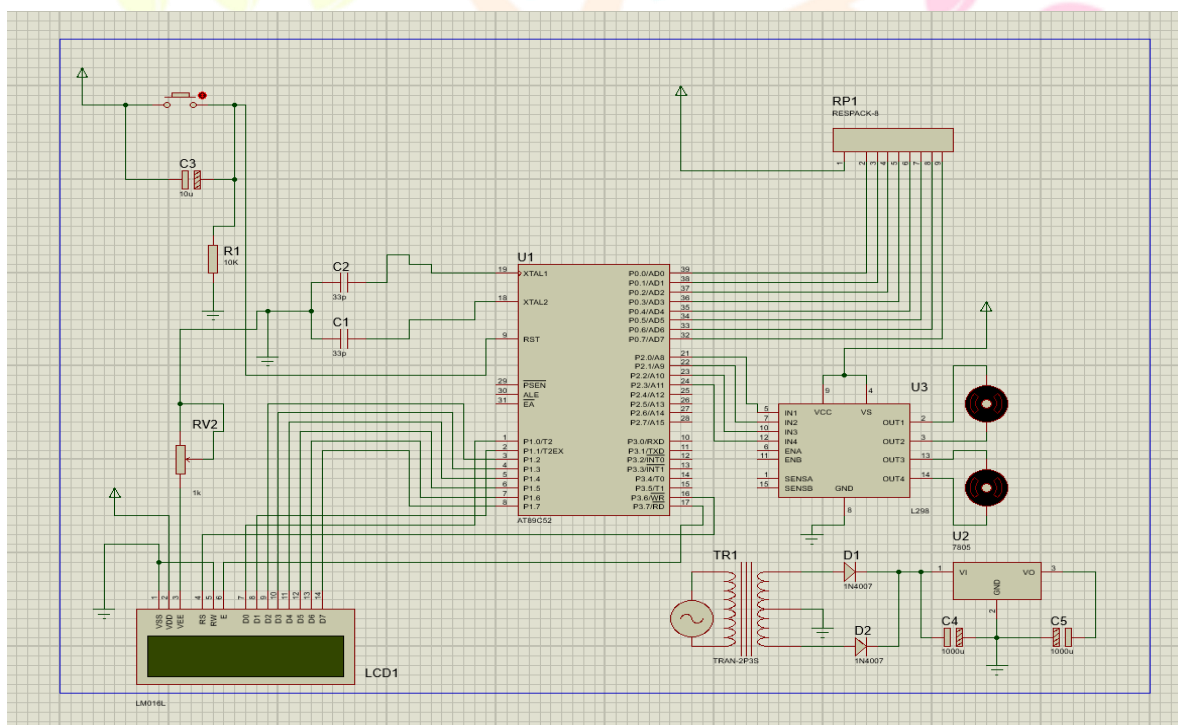 C3
10u
R1
10K
C2
33p
C1
33p
RV2
1k
U1
19 XTAL1
18 XTAL2
9 RST
29 PSEN
30 ALE
31 EA
1 P1.0/T2
2 P1.1/T2EX
3 P1.2
4 P1.3
5 P1.4
6 P1.5
7 P1.6
8 P1.7
P0.0/AD0 39
P0.1/AD1 38
P0.2/AD2 37
P0.3/AD3 36
P0.4/AD4 35
P0.5/AD5 34
P0.6/AD6 33
P0.7/AD7 32
P2.0/A8 21
P2.1/A9 22
P2.2/A10 23
P2.3/A11 24
P2.4/A12 25
P2.5/A13 26
P2.6/A14 27
P2.7/A15 28
P3.0/RXD 10
P3.1/TXD 11
P3.2/INT0 12
P3.3/INT1 13
P3.4/T0 14
P3.5/T1 15
P3.6/WR 16
P3.7/RD 17
AT89C52
RP1
RESPACK-8
1 2 3 4 5 6 7 8 9
U3
9 4
VCC VS
5 IN1
7 IN2
10 IN3
12 IN4
6 ENA
11 ENB
1 SENSA
15 SENSB
OUT1 2
OUT2 3
OUT3 13
OUT4 14
GND
8
L298
U2
7805
1 VI
VO 3
GND
2
TR1
TRAN-2P3S
D1
1N4007
D2
1N4007
C4
1000u
C5
1000u
1 2 3 4 5 6 7 8 9 10 11 12 13 14
VSS VDD VEE RS RW E D0 D1 D2 D3 D4 D5 D6 D7
LCD1
LM016L